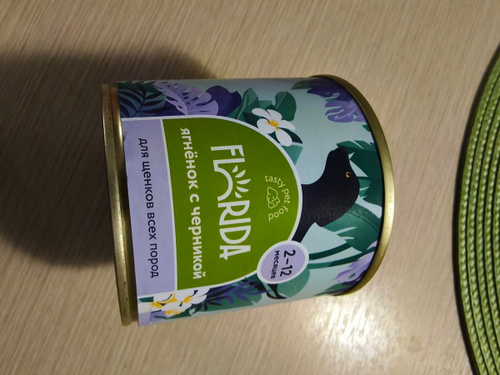 tasty pet food
FLORIDA
ягнёнок с черникой
2–12
месяцев
для щенков всех пород